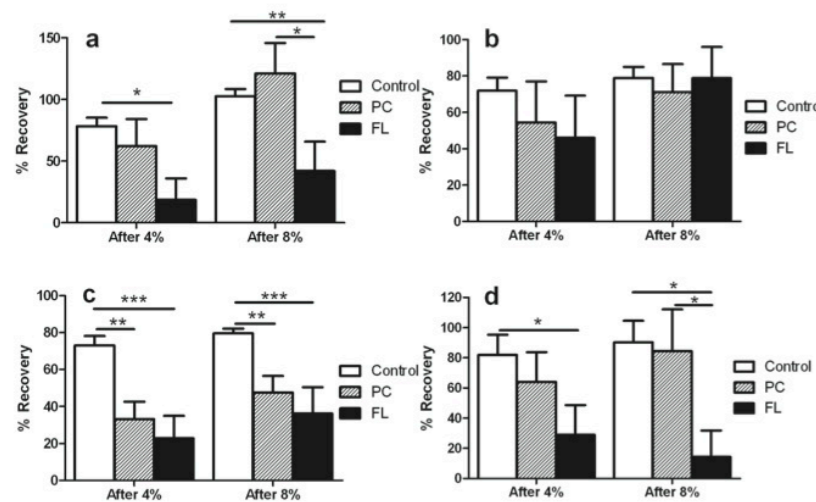 a
% Recovery
150
100
50
0
*
**
*
Control
PC
FL
After 4%
After 8%
b
% Recovery
100
80
60
40
20
0
Contro
PC
FL
After 4%
After 8%
c
% Recovery
100
80
60
40
20
0
***
**
***
**
Control
PC
FL
After 4%
After 8%
d
% Recovery
120
100
80
60
40
20
0
*
*
*
Control
PC
FL
After 4%
After 8%